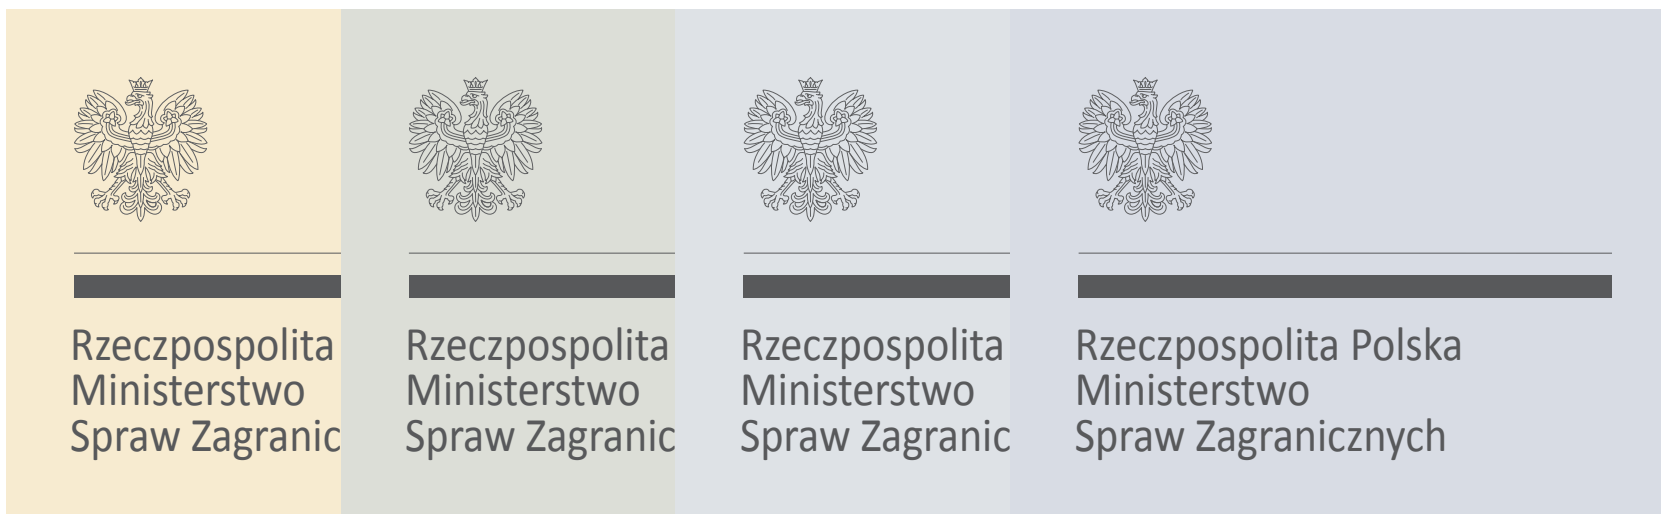 Rzeczpospolita
Ministerstwo
Spraw Zagranic
Rzeczpospolita
Ministerstwo
Spraw Zagranic
Rzeczpospolita
Ministerstwo
Spraw Zagranic
Rzeczpospolita Polska
Ministerstwo
Spraw Zagranicznych